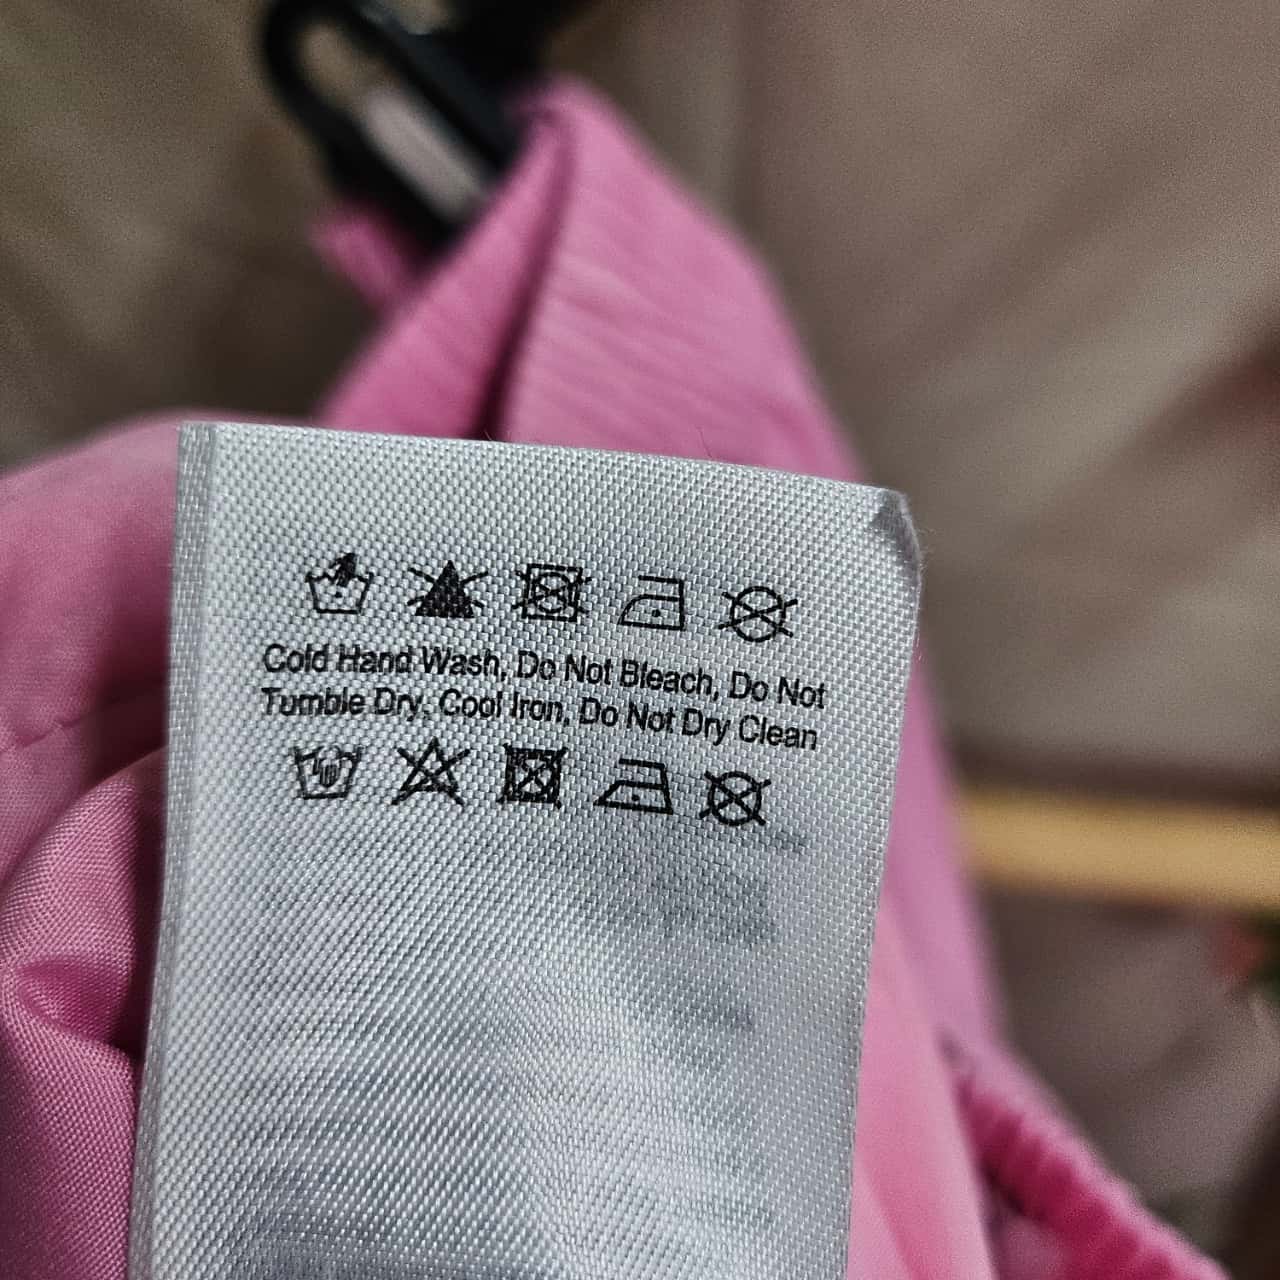 Cold Hand Wash, Do Not Bleach, Do Not
Tumble Dry, Cool Iron, Do Not Dry Clean